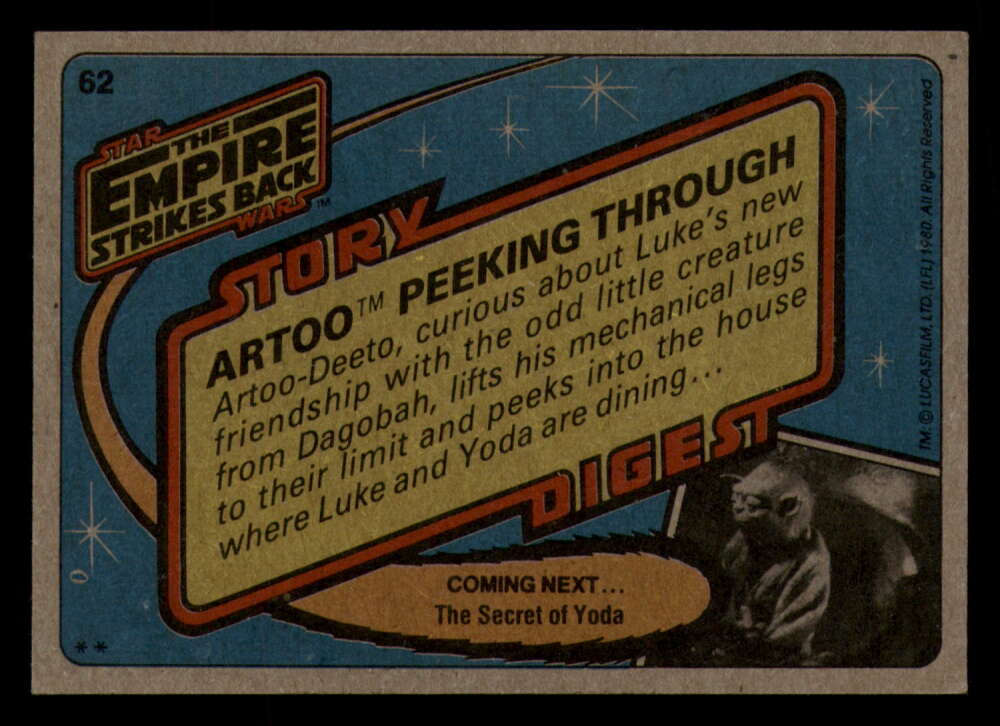 62
STAR
THE
EMPIRE
STRIKES BACK
WARS™
STORY
ARTOO™ PEEKING THROUGH
Artoo-Deeto, curious about Luke's new
friendship with the odd little creature
from Dagobah, lifts his mechanical legs
to their limit and peeks into the house
where Luke and Yoda are dining...
DIGEST
COMING NEXT...
The Secret of Yoda
TM: © LUCASFILM, LTD. (LFL) 1980. All Rights Reserved
0
**